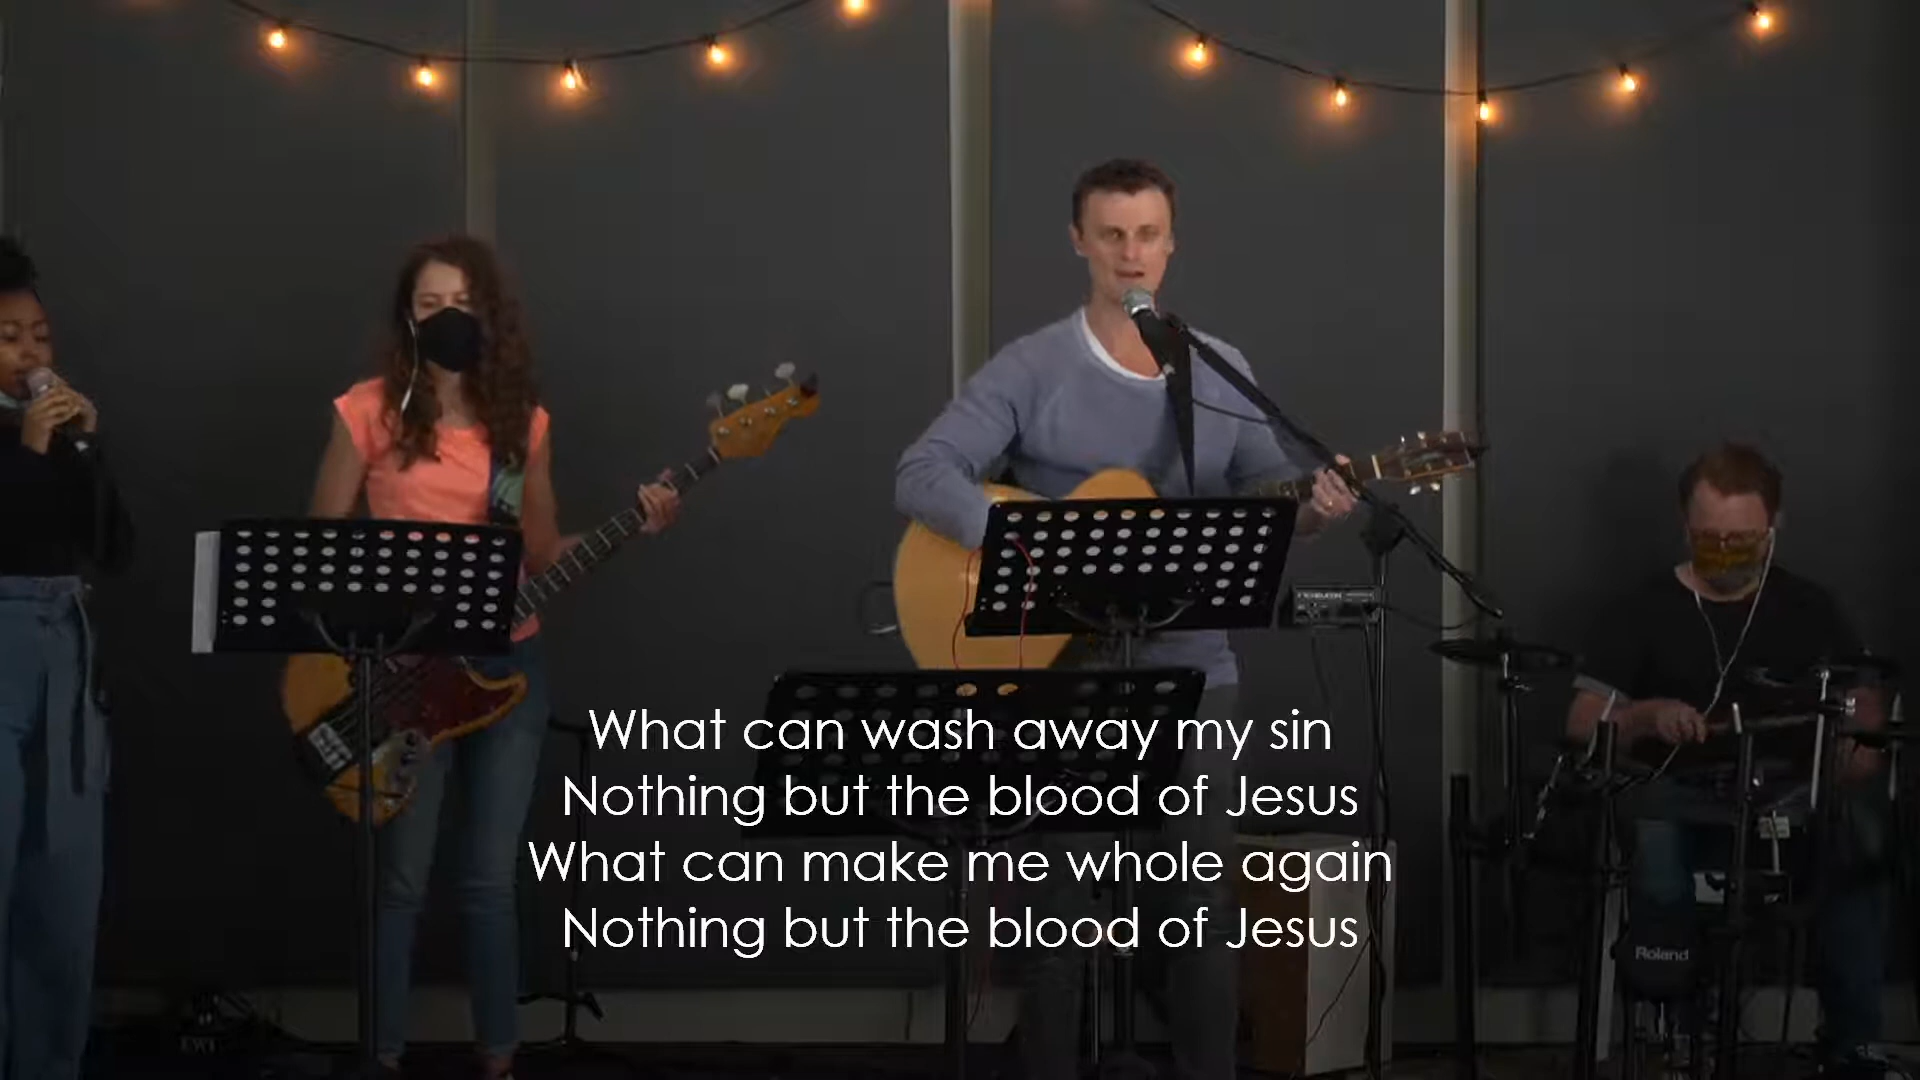 What can wash away my sin
Nothing but the blood of Jesus
What can make me whole again
Nothing but the blood of Jesus
Roland